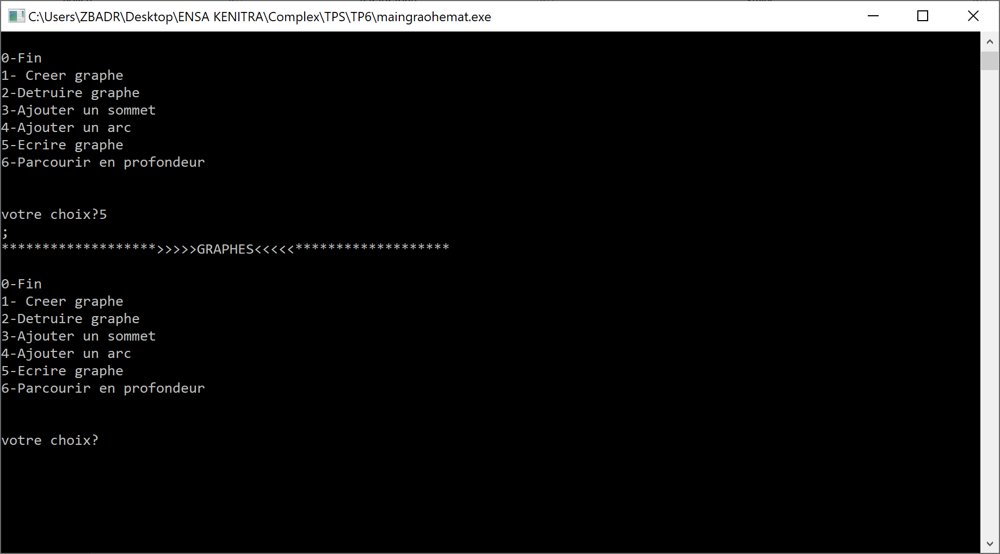 C:\Users\ZBADR\Desktop\ENSA KENITRA\Complex\TPS\TP6\maingraohemat.exe
0-Fin
1- Creer graphe
2-Detruire graphe
3-Ajouter un sommet
4-Ajouter un arc
5-Ecrire graphe
6-Parcourir en profondeur
votre choix?5
;
*******************>>>>>GRAPHES<<<<<*******************
0-Fin
1- Creer graphe
2-Detruire graphe
3-Ajouter un sommet
4-Ajouter un arc
5-Ecrire graphe
6-Parcourir en profondeur
votre choix?